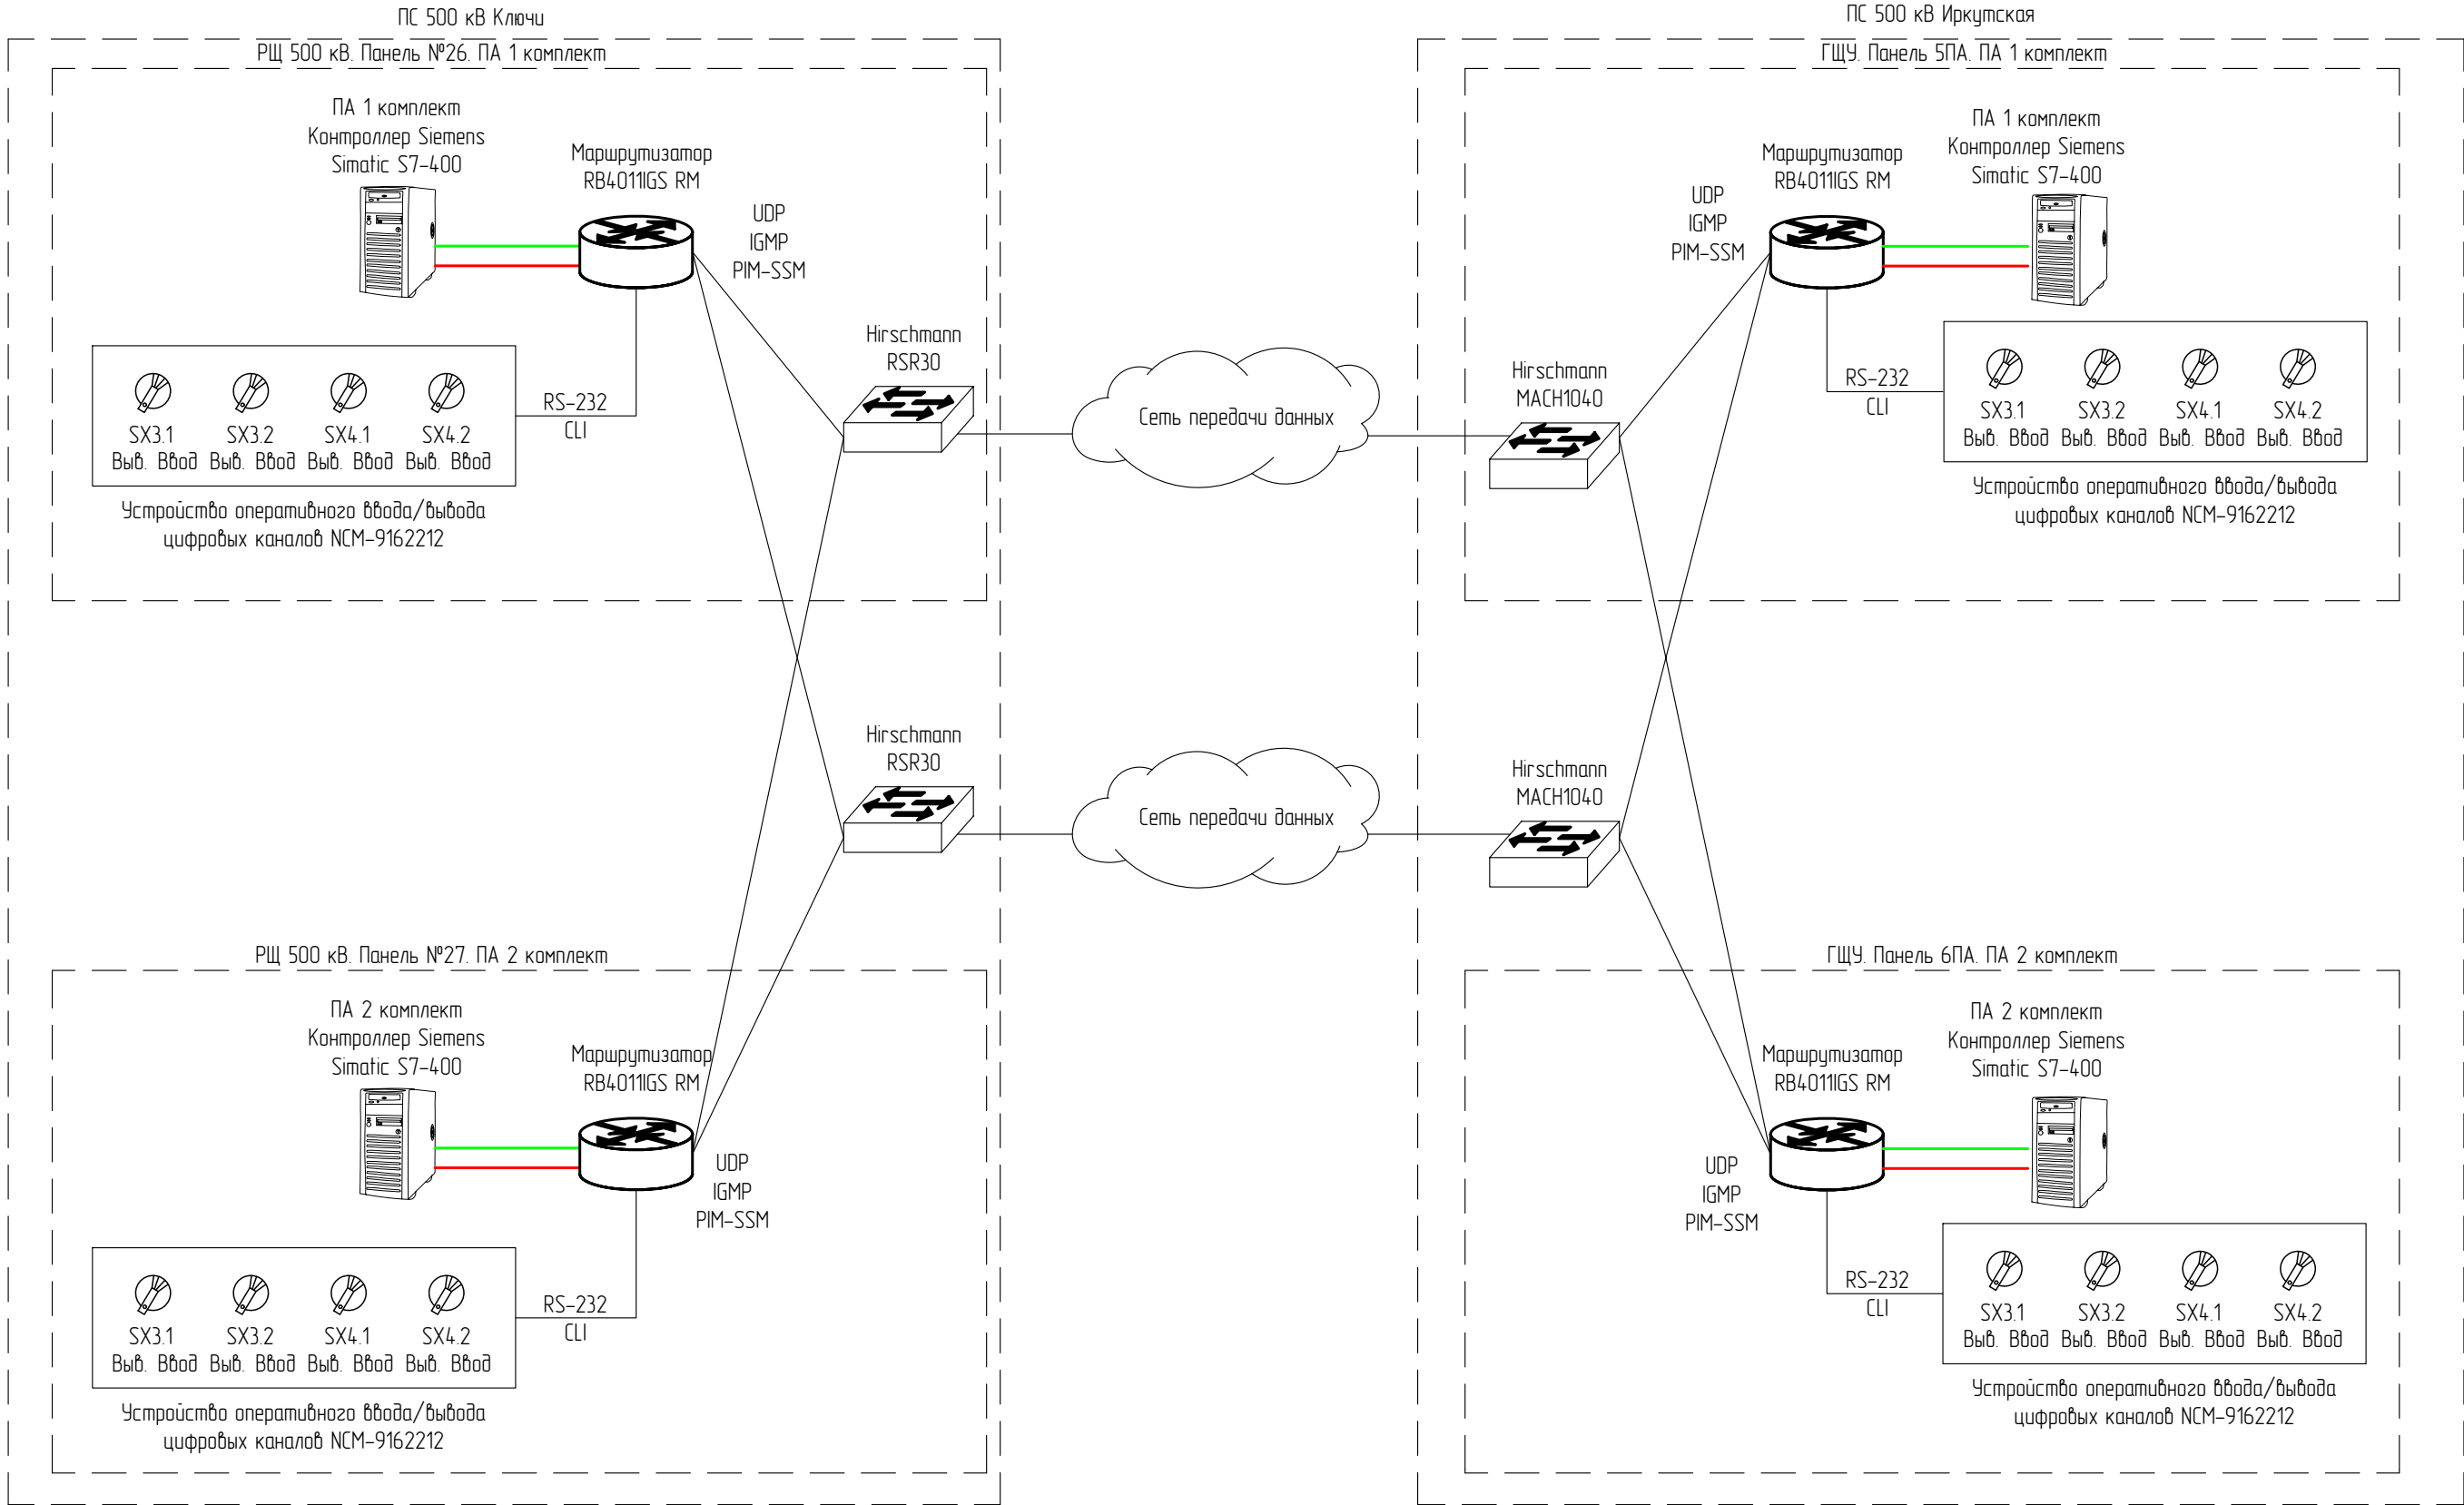 ПС 500 кВ Ключи
РЩ 500 кВ. Панель №26. ПА 1 комплект
ПА 1 комплект
Контроллер Siemens
Simatic S7-400
Маршрутизатор
RB4011IGS RM
UDP
IGMP
PIM-SSM
Hirschmann
RSR30
SX3.1 SX3.2 SX4.1 SX4.2
Выв. Ввод Выв. Ввод Выв. Ввод Выв. Ввод
RS-232
CLI
Устройство оперативного ввода/вывода
цифровых каналов NCM-9162212
Сеть передачи данных
ПС 500 кВ Иркутская
ГЩУ. Панель 5ПА. ПА 1 комплект
UDP
IGMP
PIM-SSM
Маршрутизатор
RB4011IGS RM
ПА 1 комплект
Контроллер Siemens
Simatic S7-400
Hirschmann
MACH1040
RS-232
CLI
SX3.1 SX3.2 SX4.1 SX4.2
Выв. Ввод Выв. Ввод Выв. Ввод Выв. Ввод
Устройство оперативного ввода/вывода
цифровых каналов NCM-9162212
Hirschmann
RSR30
Сеть передачи данных
Hirschmann
MACH1040
РЩ 500 кВ. Панель №27. ПА 2 комплект
ПА 2 комплект
Контроллер Siemens
Simatic S7-400
Маршрутизатор
RB4011IGS RM
UDP
IGMP
PIM-SSM
SX3.1 SX3.2 SX4.1 SX4.2
Выв. Ввод Выв. Ввод Выв. Ввод Выв. Ввод
RS-232
CLI
Устройство оперативного ввода/вывода
цифровых каналов NCM-9162212
ГЩУ. Панель 6ПА. ПА 2 комплект
Маршрутизатор
RB4011IGS RM
ПА 2 комплект
Контроллер Siemens
Simatic S7-400
UDP
IGMP
PIM-SSM
RS-232
CLI
SX3.1 SX3.2 SX4.1 SX4.2
Выв. Ввод Выв. Ввод Выв. Ввод Выв. Ввод
Устройство оперативного ввода/вывода
цифровых каналов NCM-9162212